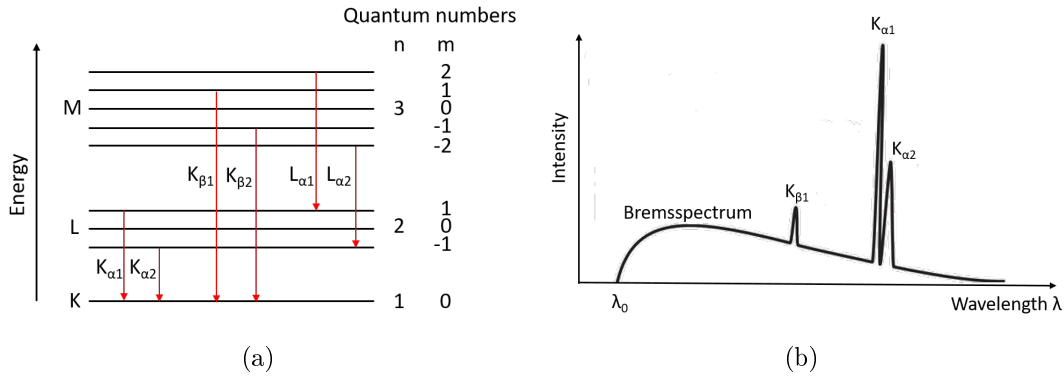 Quantum numbers
n m
2
1
M 3 0
-1
-2
Kβ1 Kβ2 Lα1 Lα2
1
L 2 0
-1
Kα1 Kα2
K 1 0
Energy
(a)
Kα1
Kα2
Kβ1
Bremsspectrum
Intensity
λ0
Wavelength λ
(b)